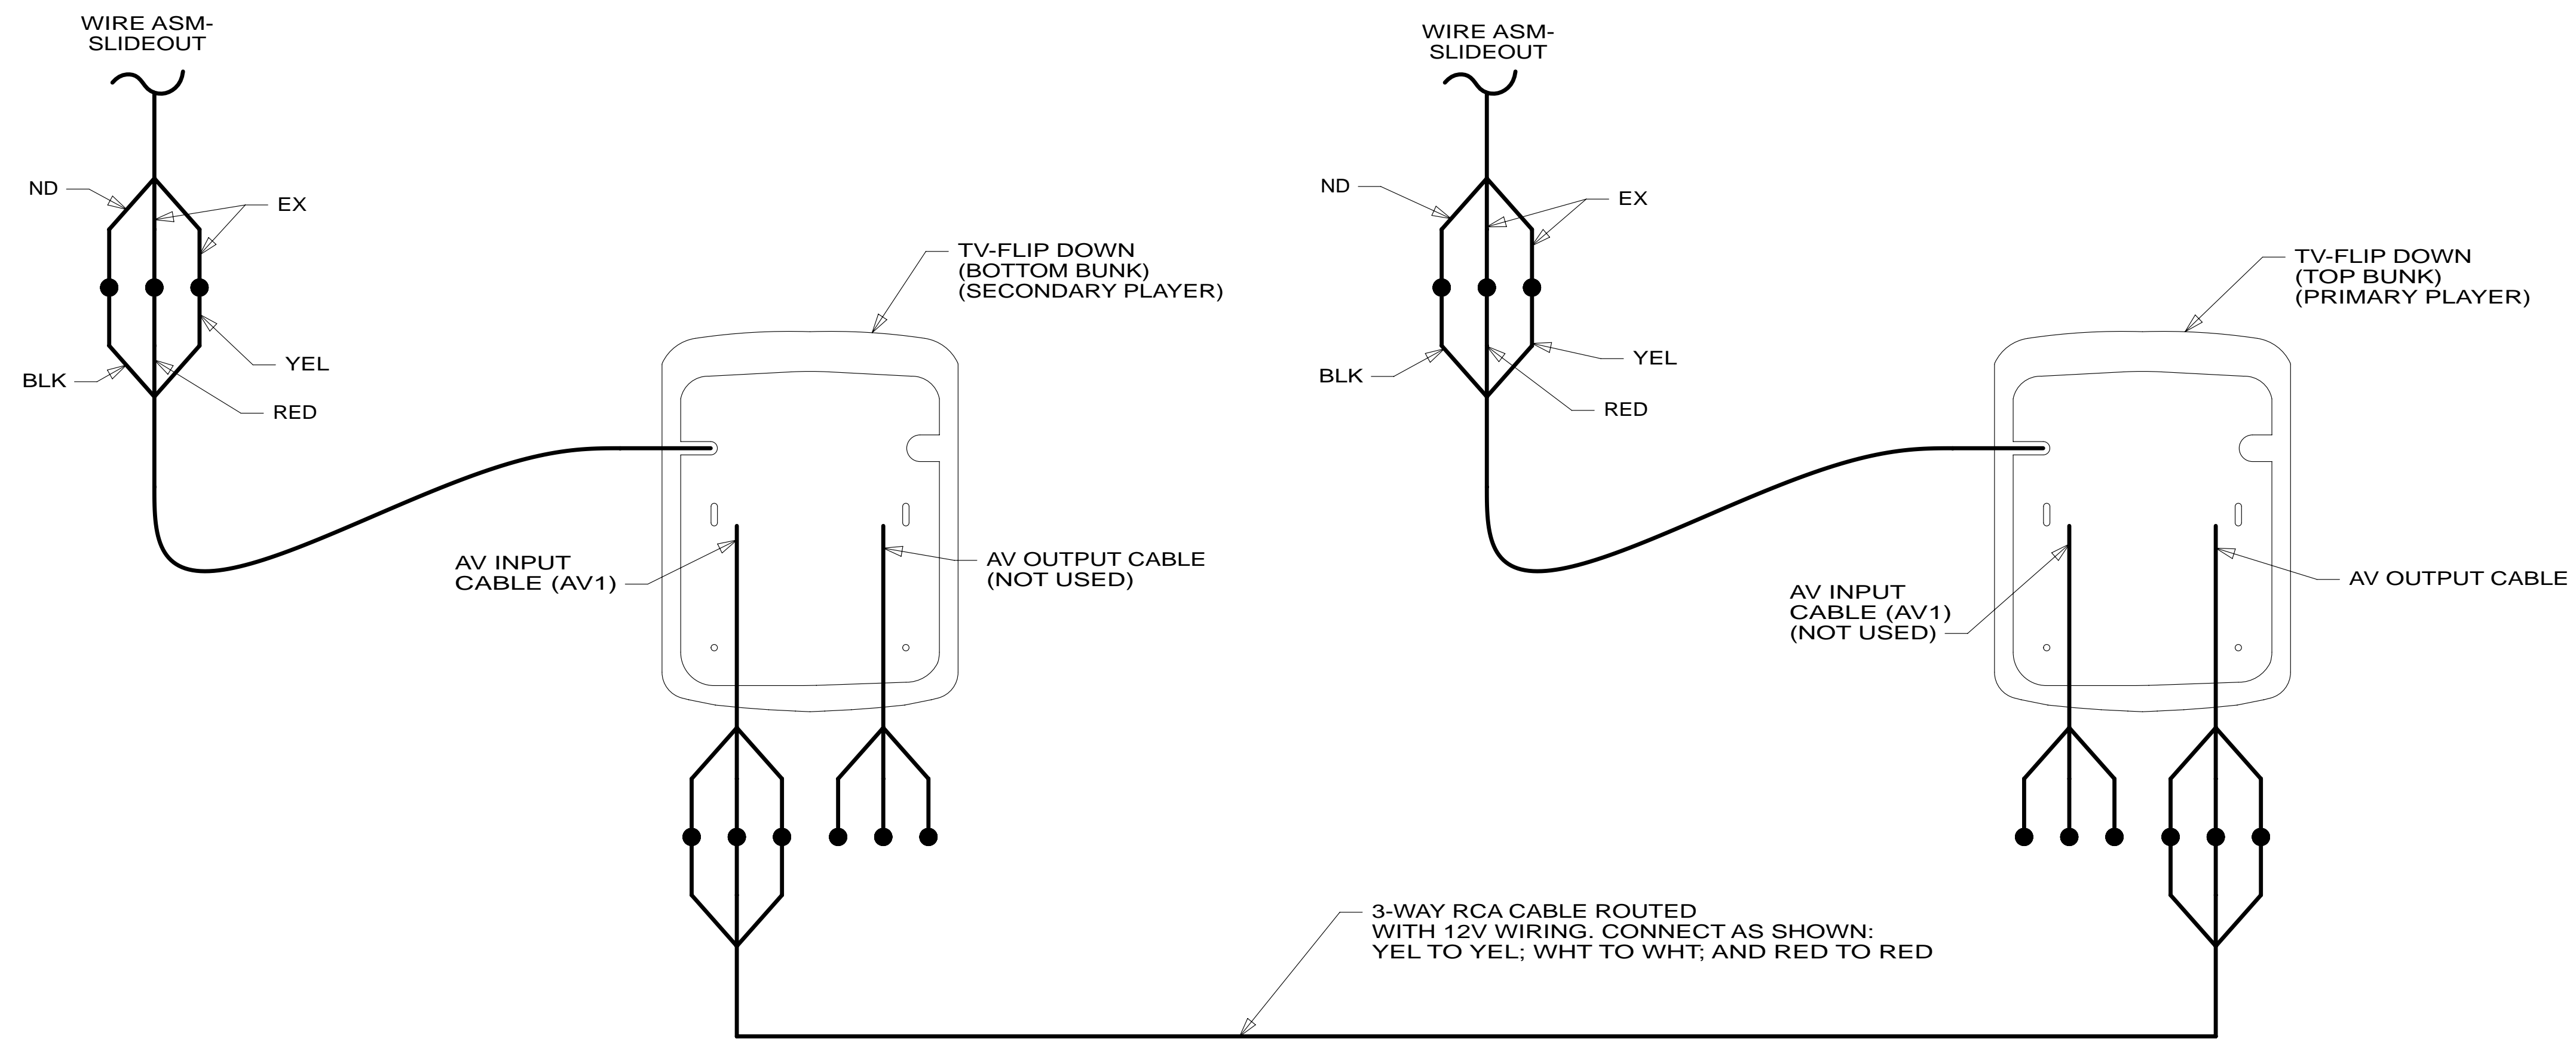 WIRE ASM-
SLIDEOUT
ND
EX
BLK
YEL
RED
TV-FLIP DOWN
(BOTTOM BUNK)
(SECONDARY PLAYER)
AV INPUT
CABLE (AV1)
AV OUTPUT CABLE
(NOT USED)
WIRE ASM-
SLIDEOUT
ND
EX
BLK
YEL
RED
TV-FLIP DOWN
(TOP BUNK)
(PRIMARY PLAYER)
AV INPUT
CABLE (AV1)
(NOT USED)
AV OUTPUT CABLE
3-WAY RCA CABLE ROUTED
WITH 12V WIRING. CONNECT AS SHOWN:
YEL TO YEL; WHT TO WHT; AND RED TO RED